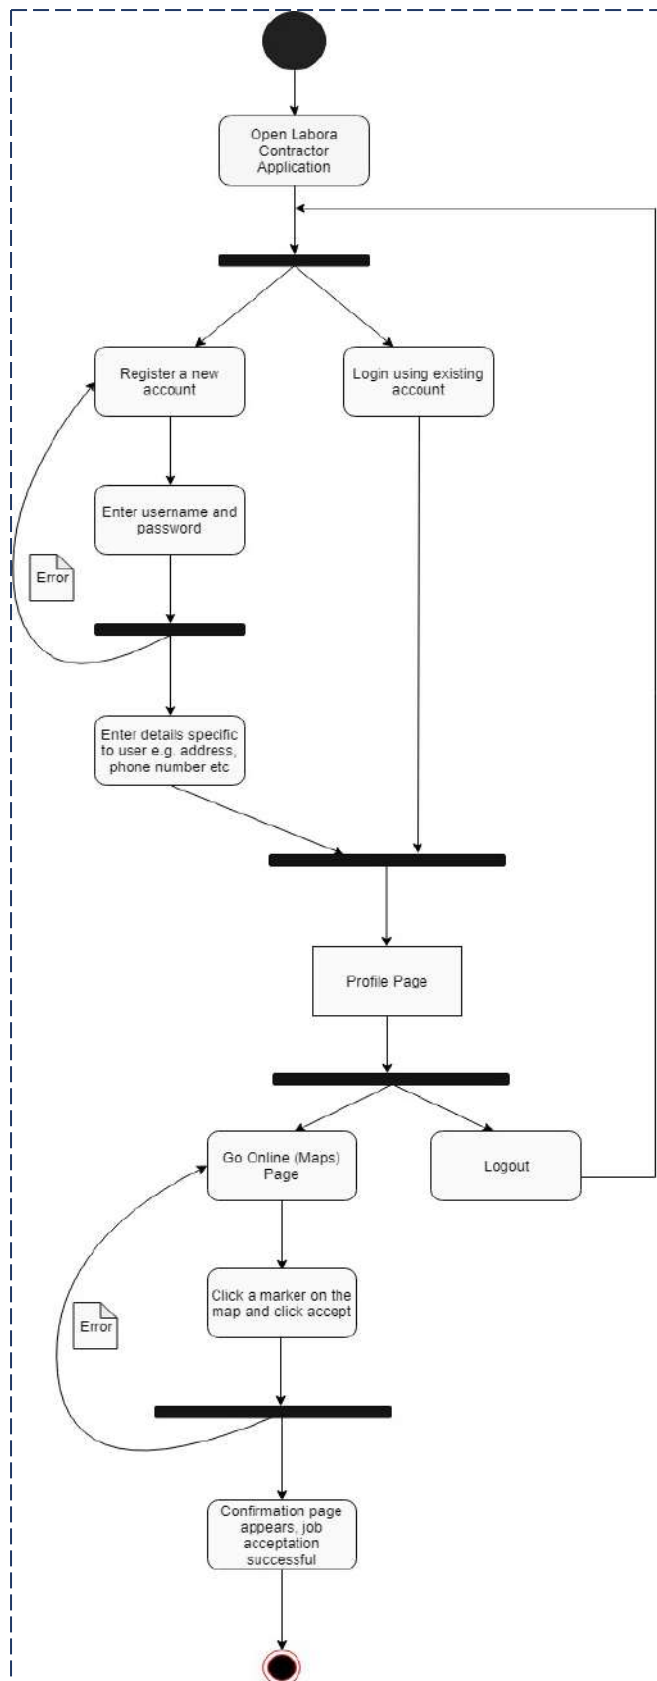 Open Labora
Contractor
Application
Register a new
account
Login using existing
account
Enter username and
password
Error
Enter details specific
to user e.g. address,
phone number etc
Profile Page
Go Online (Maps)
Page
Logout
Click a marker on the
map and click accept
Error
Confirmation page
appears, job
acceptation
successful